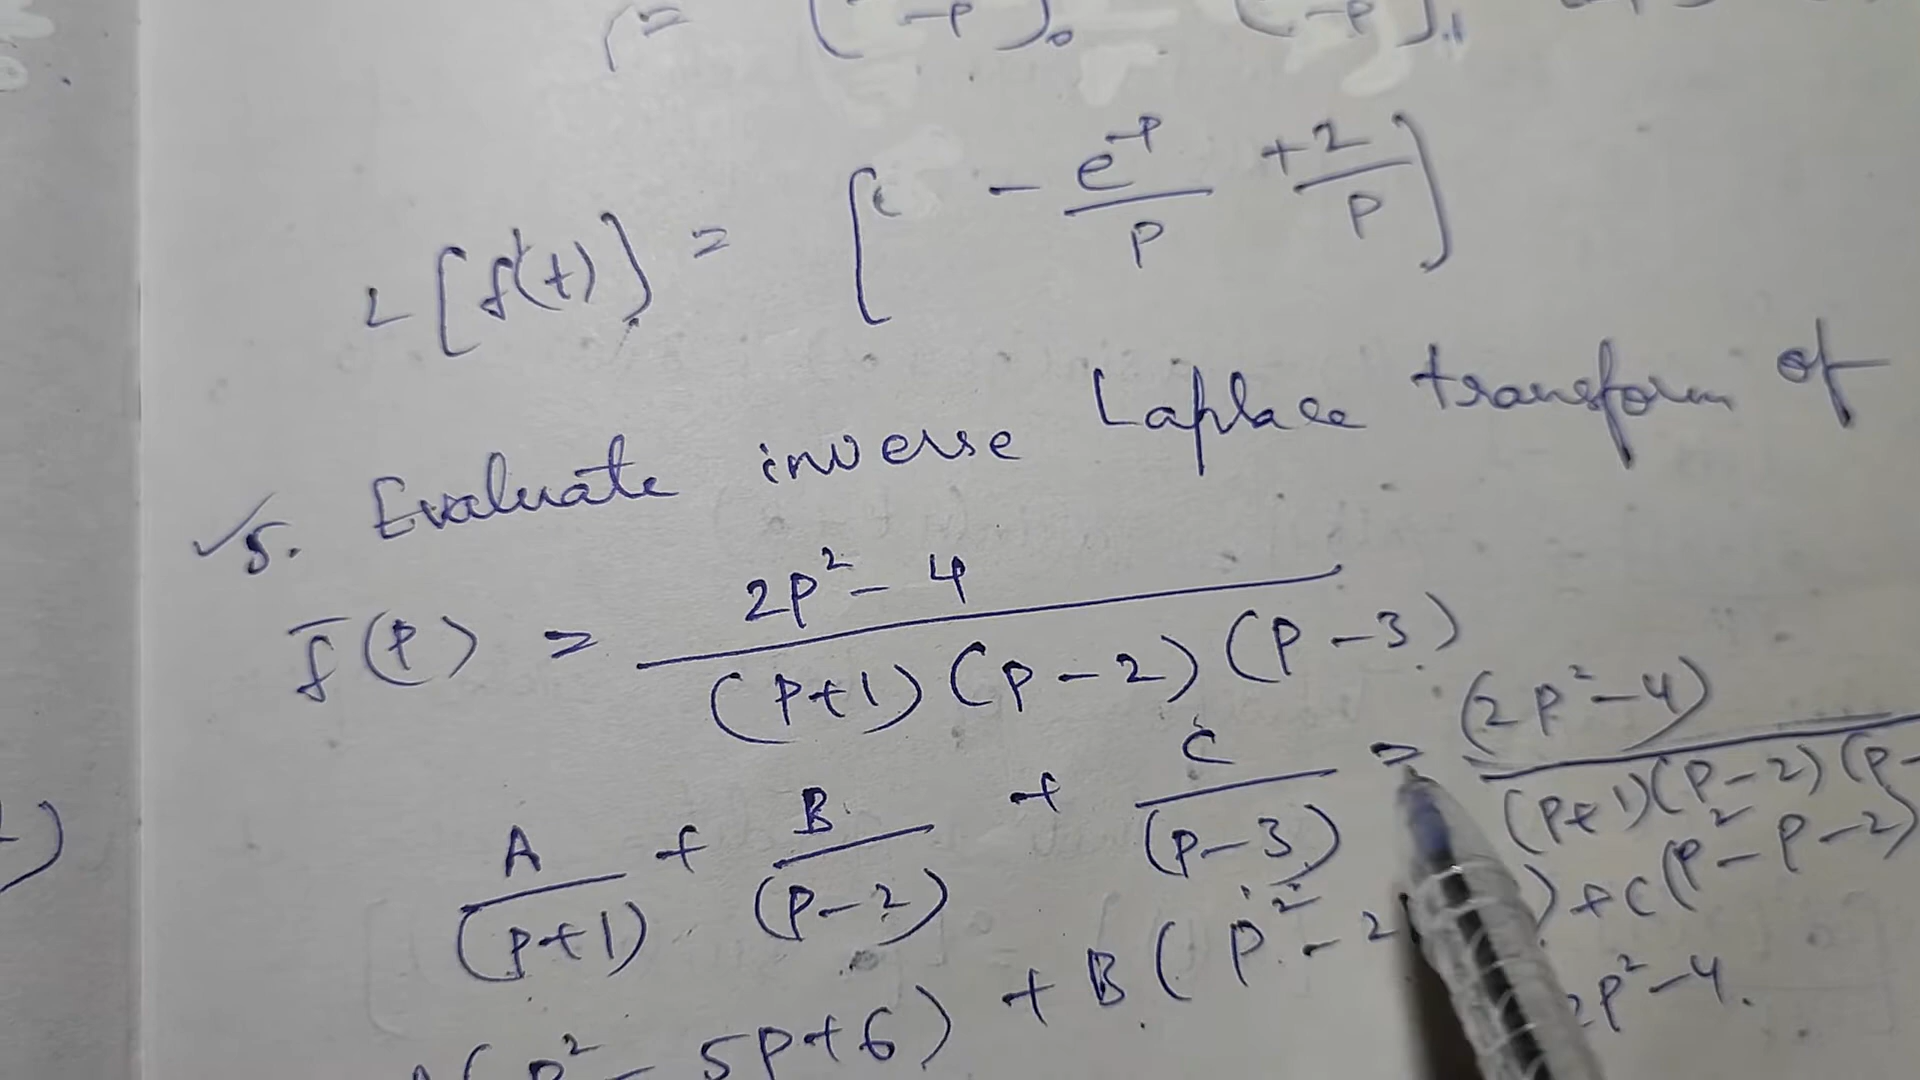 L[f'(t)] = [ - e^-p/p + 2/p ]
5. Evaluate inverse Laplace transform of
f̄(p) = (2p² - 4)/((p+1)(p-2)(p-3))
A/(p+1) + B/(p-2) + C/(p-3) = (2p²-4)/((p+1)(p-2)(p-
(p² - 5p+6) + B(p² - 2 ) + C(p² - p - 2)
2p² - 4.